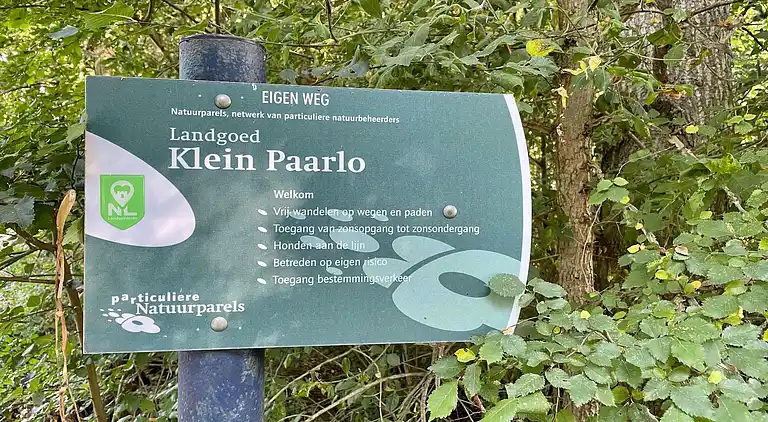 EIGEN WEG
Natuurparels, netwerk van particuliere natuurbeheerders
Landgoed
Klein Paarlo
NL
Welkom
Vrij wandelen op wegen en paden
Toegang van zonsopgang tot zonsondergang
Honden aan de lijn
Betreden op eigen risico
Toegang bestemmingsverkeer
particuliere
Natuurparels